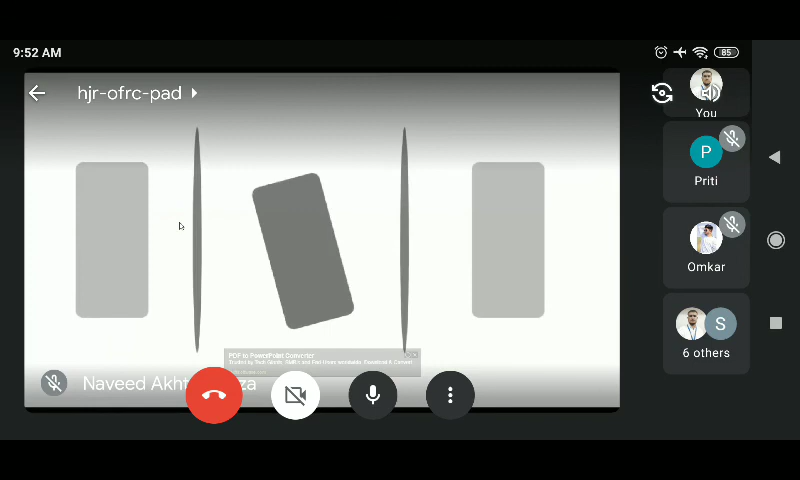 9:52 AM
85
hjr-ofrc-pad
You
P
Priti
Omkar
S
6 others
PDF to PowerPoint Converter
Naveed Akht
za